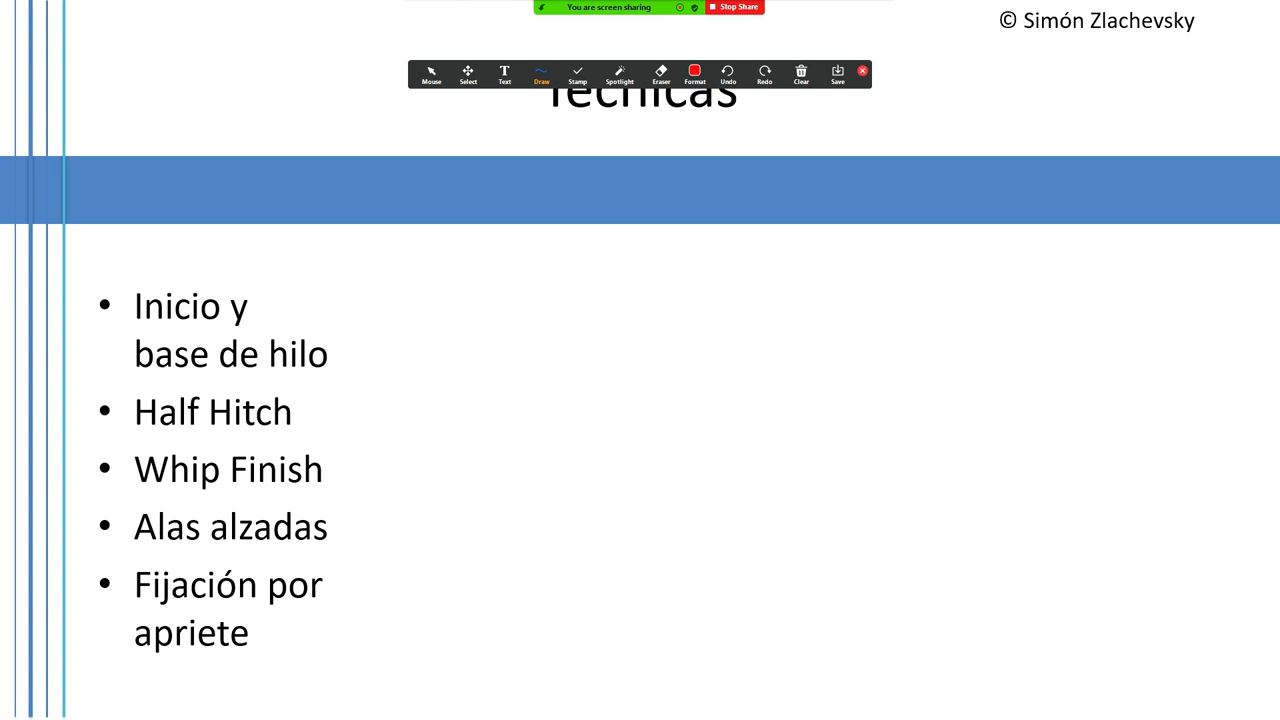 You are screen sharing
Stop Share
© Simón Zlachevsky
Mouse
Select
Text
Draw
Stamp
Spotlight
Eraser
Format
Undo
Redo
Clear
Save
Técnicas
• Inicio y
base de hilo
• Half Hitch
• Whip Finish
• Alas alzadas
• Fijación por
apriete